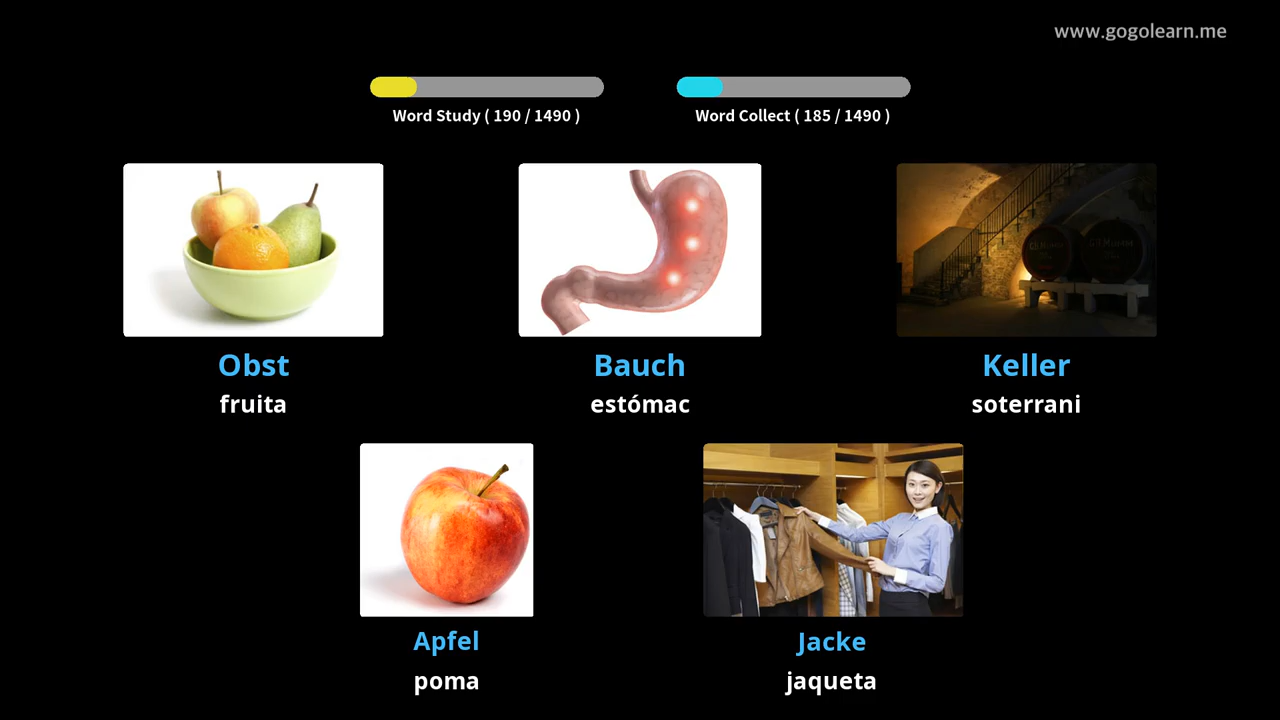 www.gogolearn.me
Word Study ( 190 / 1490 )
Word Collect ( 185 / 1490 )
Obst
Bauch
Keller
fruita
estómac
soterrani
Apfel
Jacke
poma
jaqueta